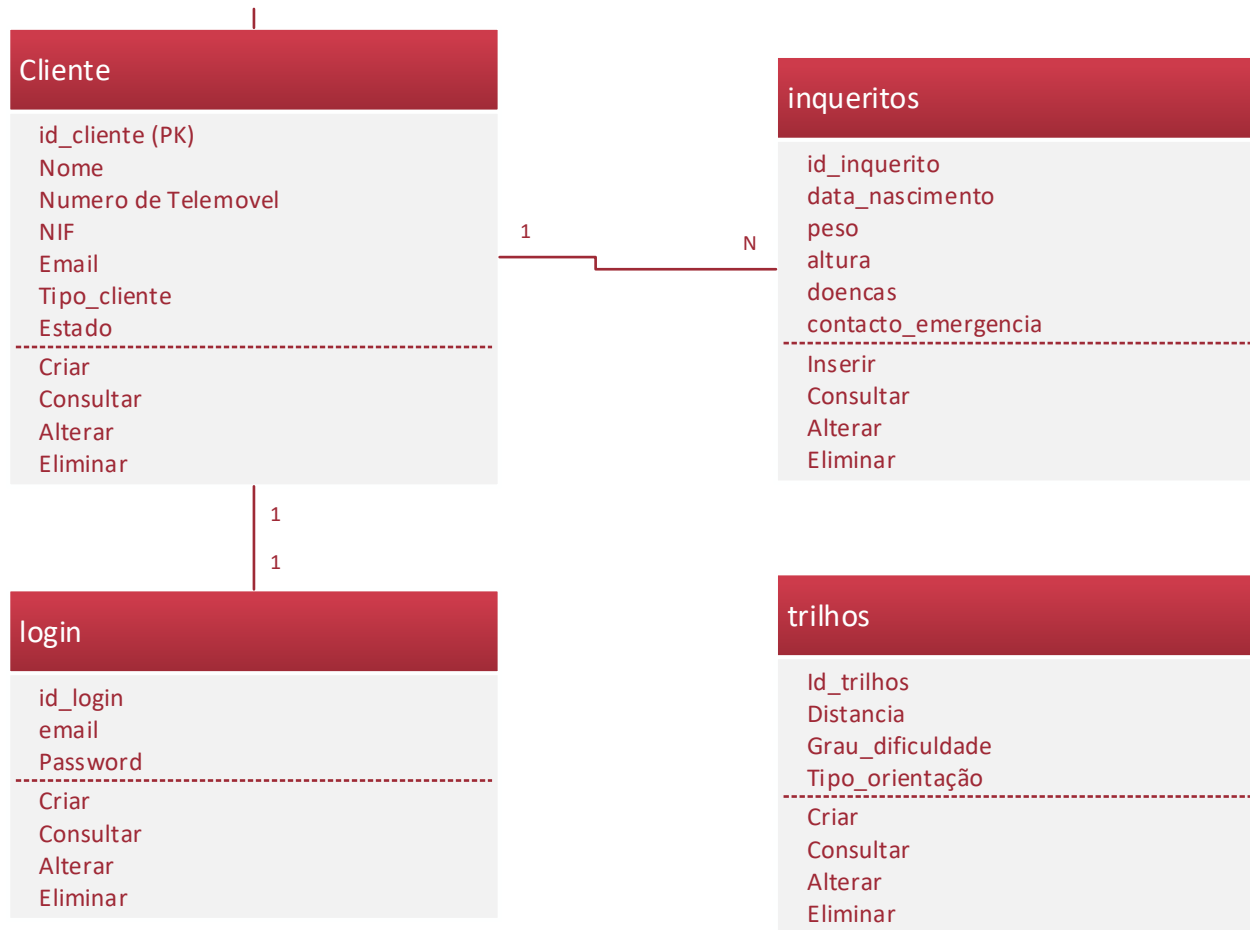 Cliente
id_cliente (PK)
Nome
Numero de Telemovel
NIF
Email
Tipo_cliente
Estado
Criar
Consultar
Alterar
Eliminar
1
N
inqueritos
id_inquerito
data_nascimento
peso
altura
doencas
contacto_emergencia
Inserir
Consultar
Alterar
Eliminar
1
1
login
id_login
email
Password
Criar
Consultar
Alterar
Eliminar
trilhos
Id_trilhos
Distancia
Grau_dificuldade
Tipo_orientação
Criar
Consultar
Alterar
Eliminar